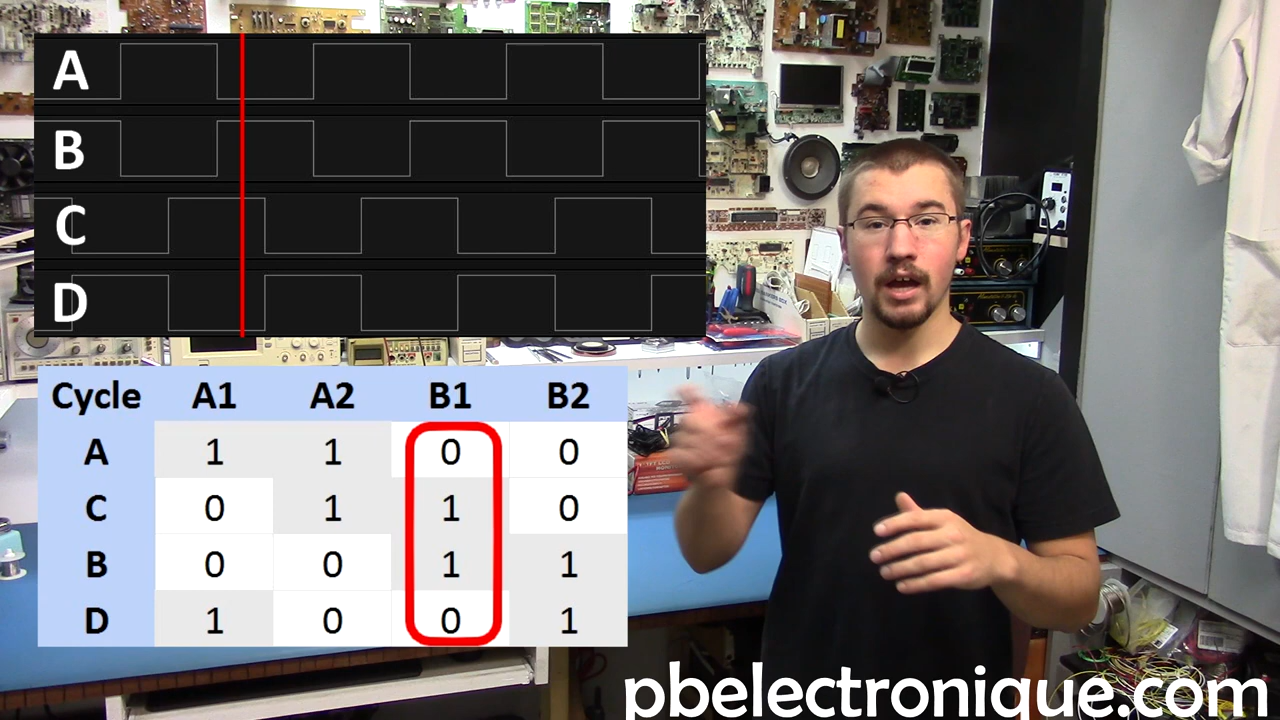 A
B
C
D
Cycle A1 A2 B1 B2
A 1 1 0 0
C 0 1 1 0
B 0 0 1 1
D 1 0 0 1
pbelectronique.com